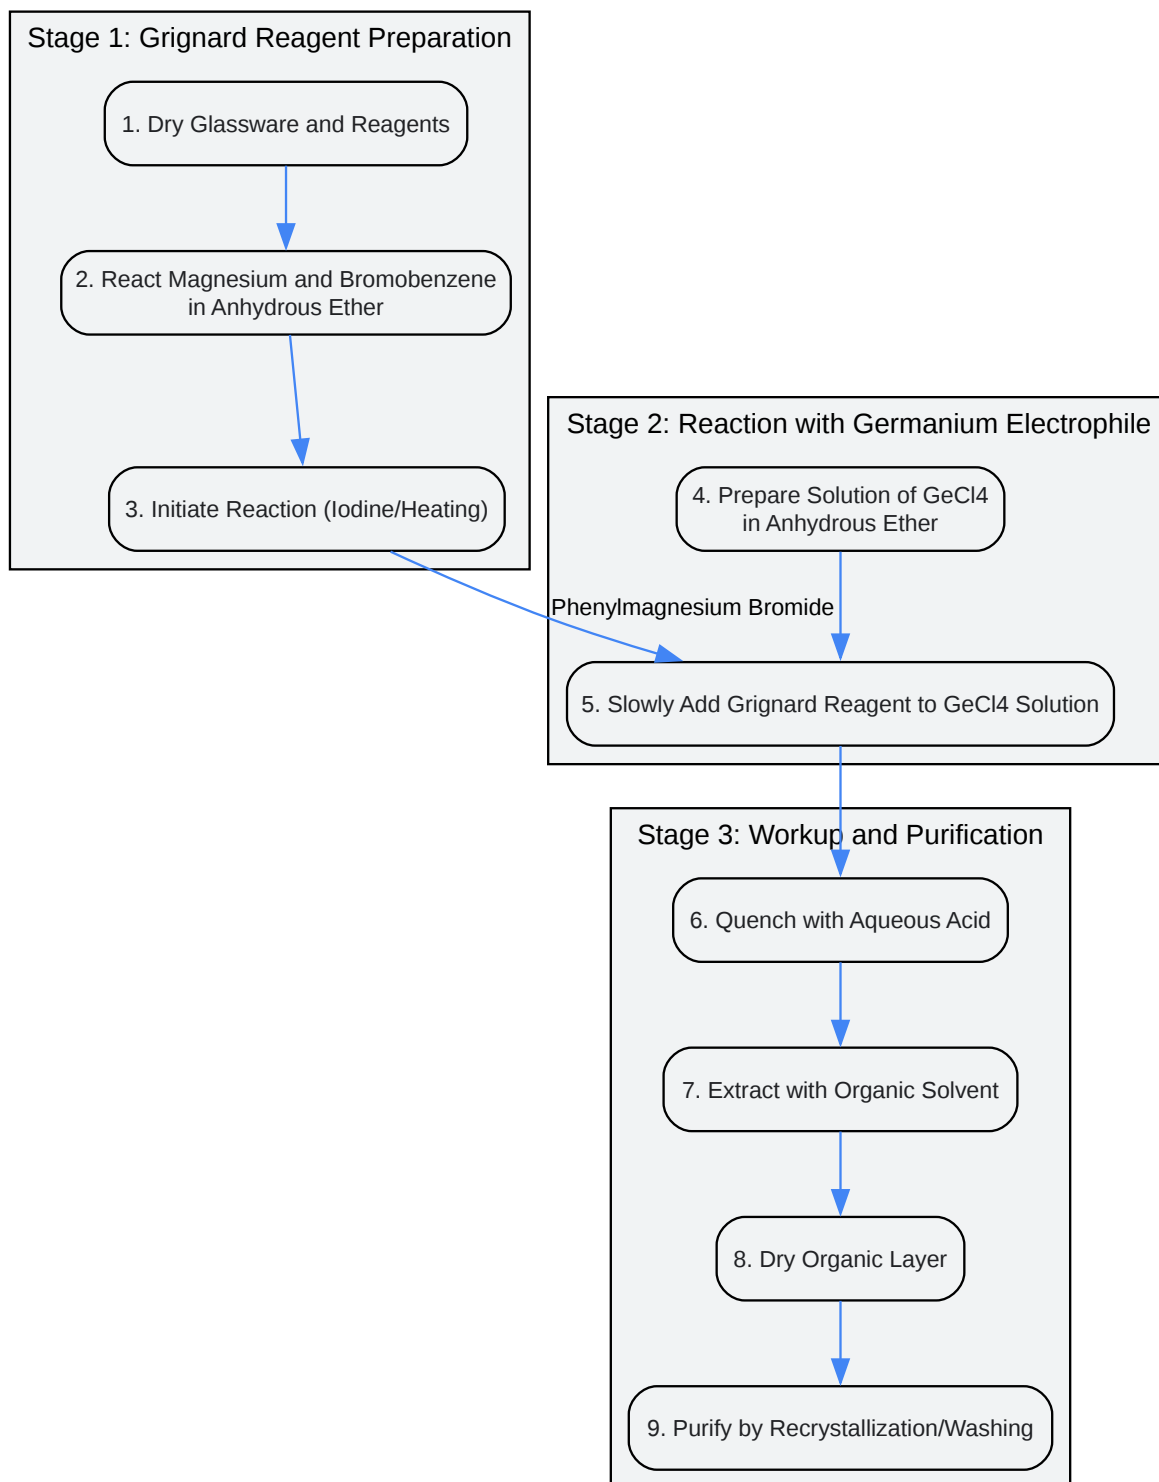 Stage 1: Grignard Reagent Preparation
1. Dry Glassware and Reagents
2. React Magnesium and Bromobenzene
in Anhydrous Ether
3. Initiate Reaction (Iodine/Heating)
Stage 2: Reaction with Germanium Electrophile
4. Prepare Solution of GeCl4
in Anhydrous Ether
Phenylmagnesium Bromide
5. Slowly Add Grignard Reagent to GeCl4 Solution
Stage 3: Workup and Purification
6. Quench with Aqueous Acid
7. Extract with Organic Solvent
8. Dry Organic Layer
9. Purify by Recrystallization/Washing